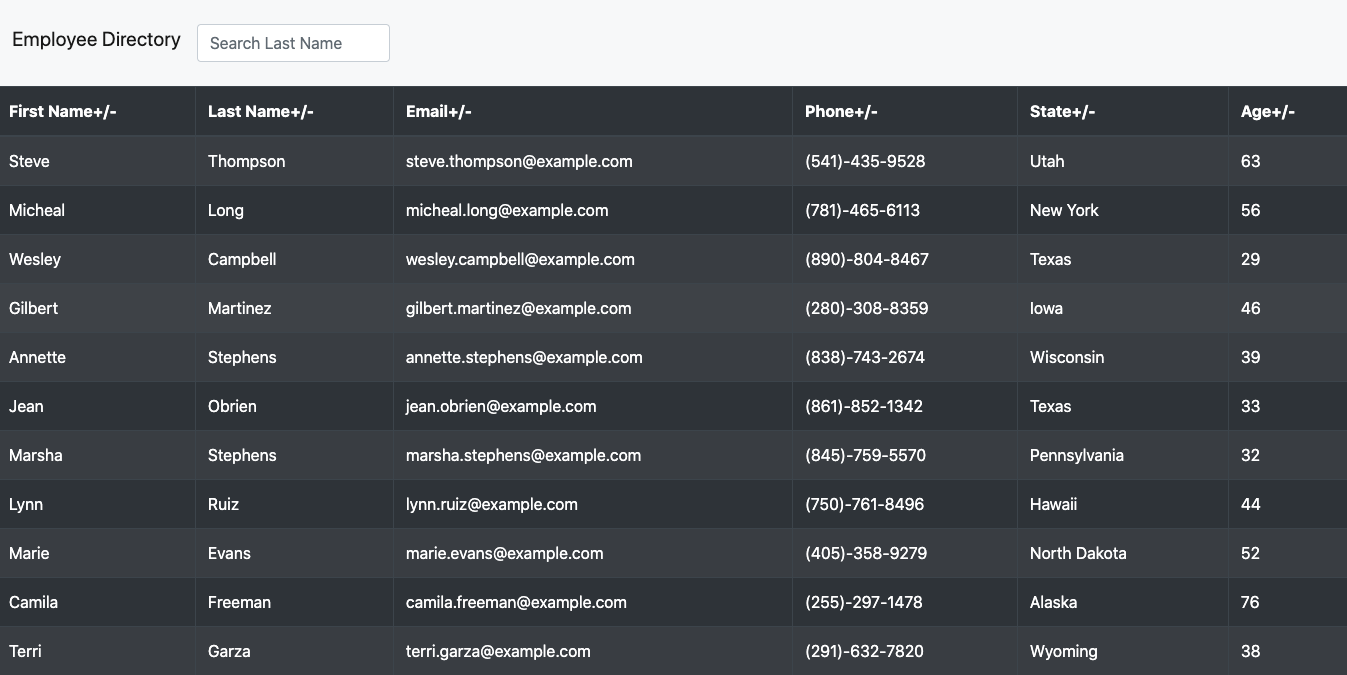 Employee Directory Search Last Name
First Name+/- Last Name+/- Email+/- Phone+/- State+/- Age+/-
Steve Thompson steve.thompson@example.com (541)-435-9528 Utah 63
Micheal Long micheal.long@example.com (781)-465-6113 New York 56
Wesley Campbell wesley.campbell@example.com (890)-804-8467 Texas 29
Gilbert Martinez gilbert.martinez@example.com (280)-308-8359 Iowa 46
Annette Stephens annette.stephens@example.com (838)-743-2674 Wisconsin 39
Jean Obrien jean.obrien@example.com (861)-852-1342 Texas 33
Marsha Stephens marsha.stephens@example.com (845)-759-5570 Pennsylvania 32
Lynn Ruiz lynn.ruiz@example.com (750)-761-8496 Hawaii 44
Marie Evans marie.evans@example.com (405)-358-9279 North Dakota 52
Camila Freeman camila.freeman@example.com (255)-297-1478 Alaska 76
Terri Garza terri.garza@example.com (291)-632-7820 Wyoming 38